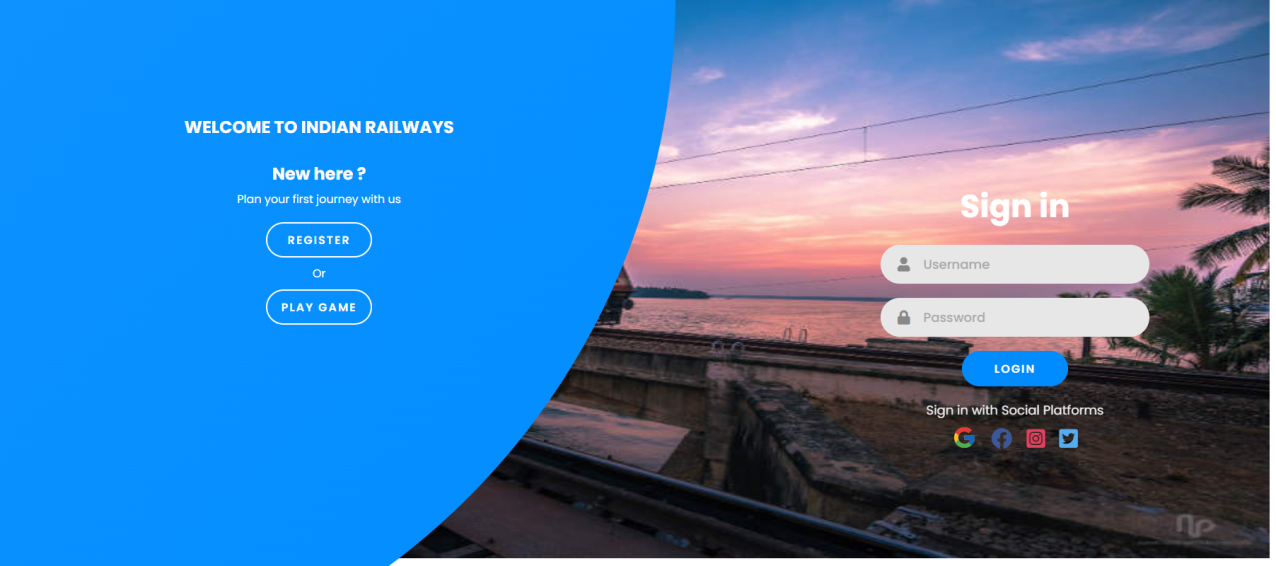 WELCOME TO INDIAN RAILWAYS
New here ?
Plan your first journey with us
REGISTER
Or
PLAY GAME
Sign in
Username
Password
LOGIN
Sign in with Social Platforms